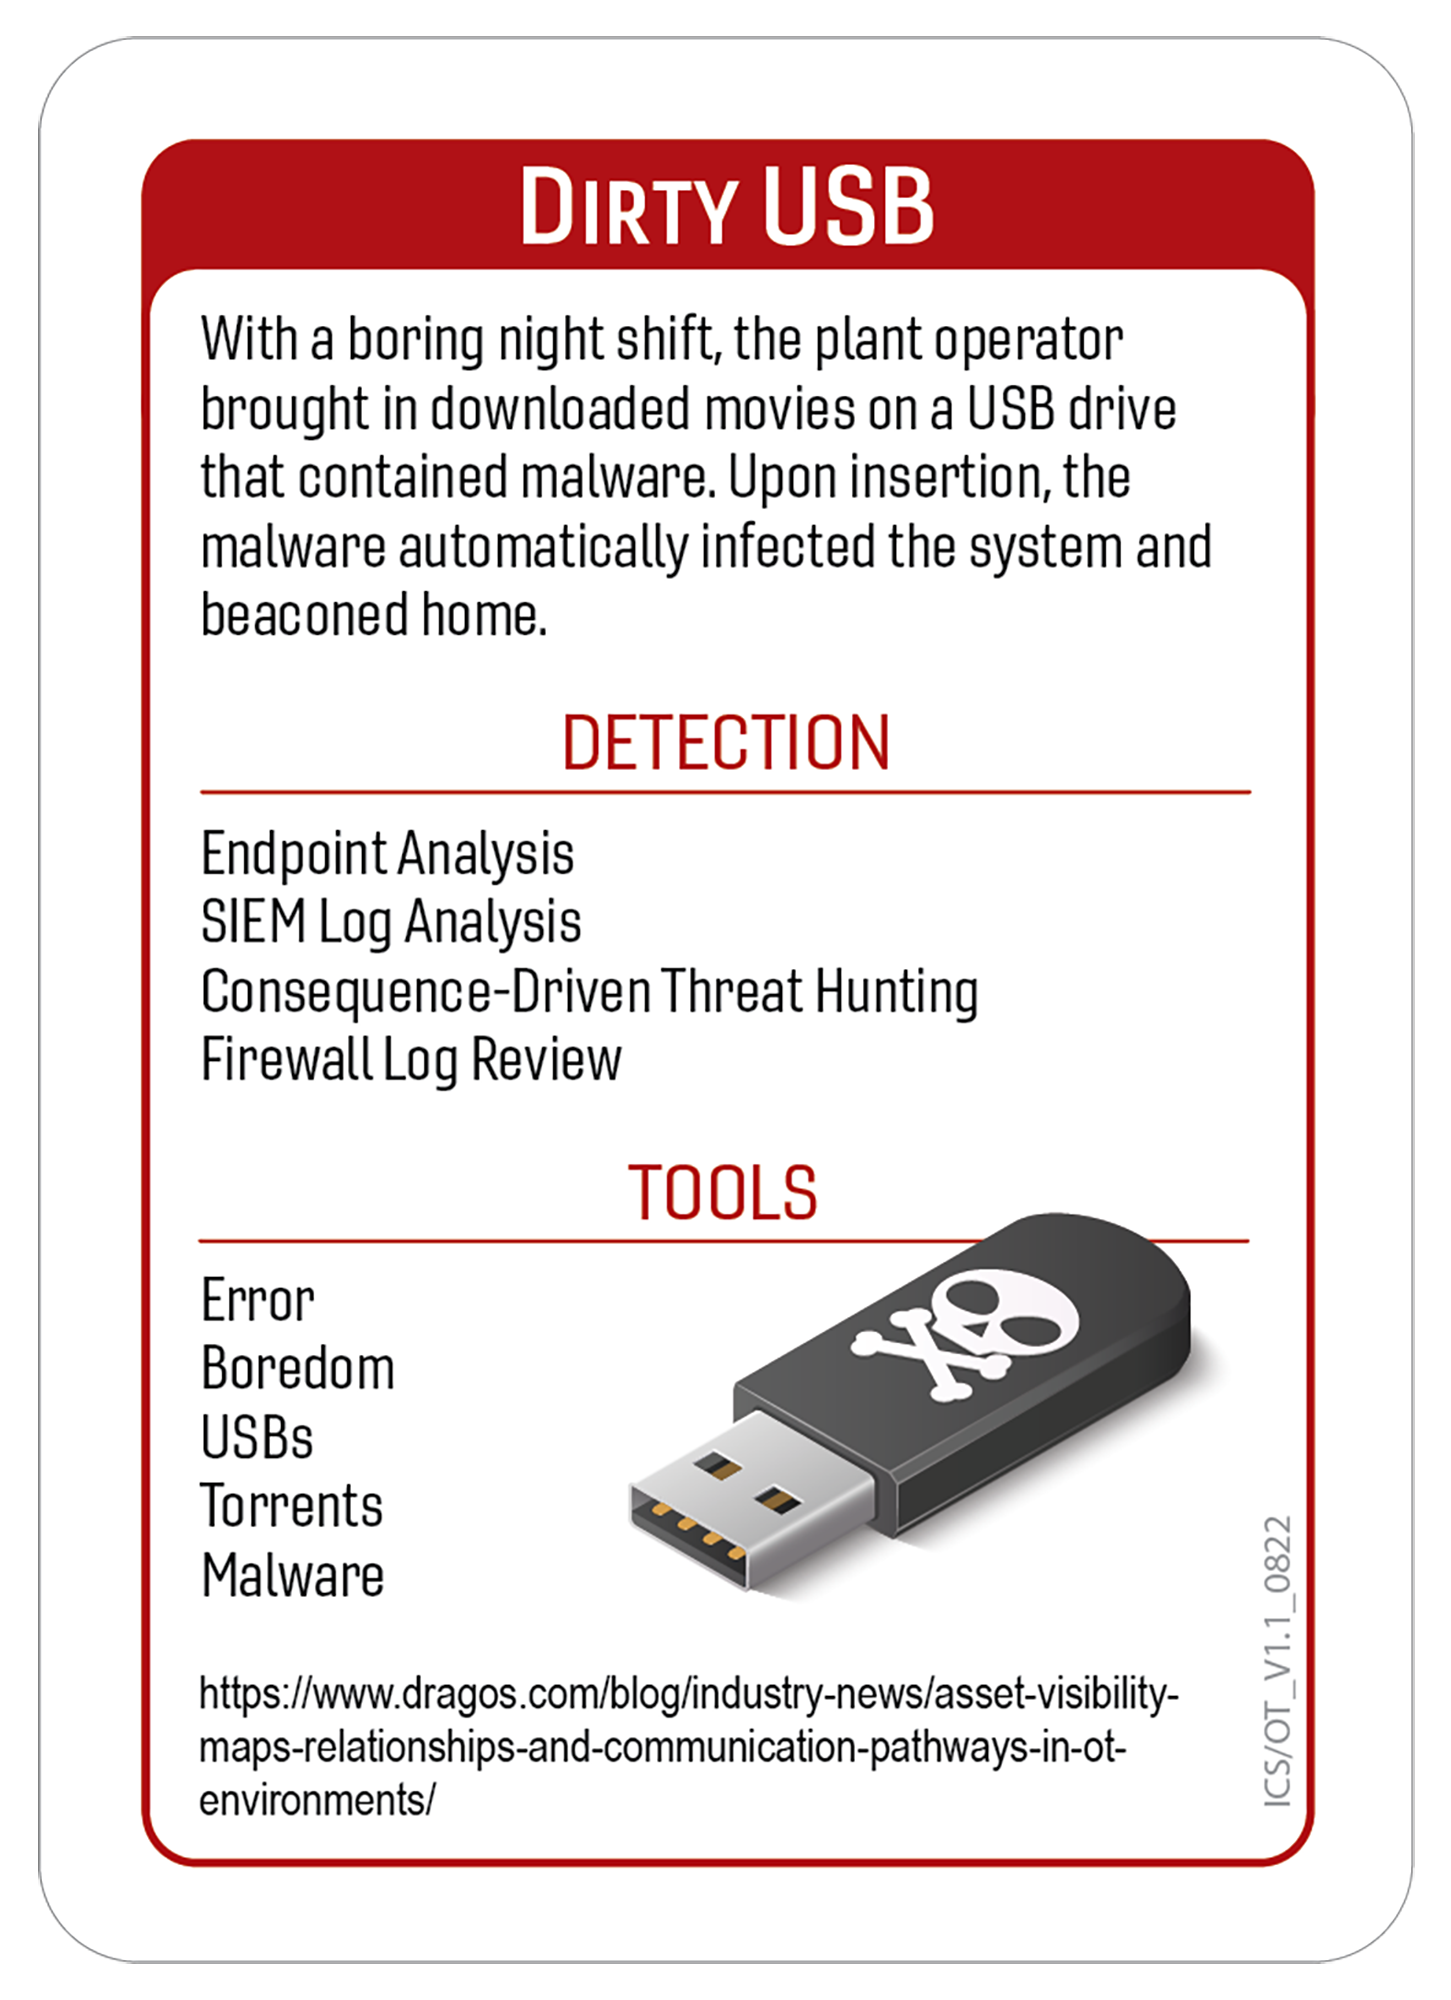 DIRTY USB
With a boring night shift, the plant operator
brought in downloaded movies on a USB drive
that contained malware. Upon insertion, the
malware automatically infected the system and
beaconed home.
DETECTION
Endpoint Analysis
SIEM Log Analysis
Consequence-Driven Threat Hunting
Firewall Log Review
TOOLS
Error
Boredom
USBs
Torrents
Malware
https://www.dragos.com/blog/industry-news/asset-visibility-
maps-relationships-and-communication-pathways-in-ot-
environments/
ICS/OT_V1.1_0822